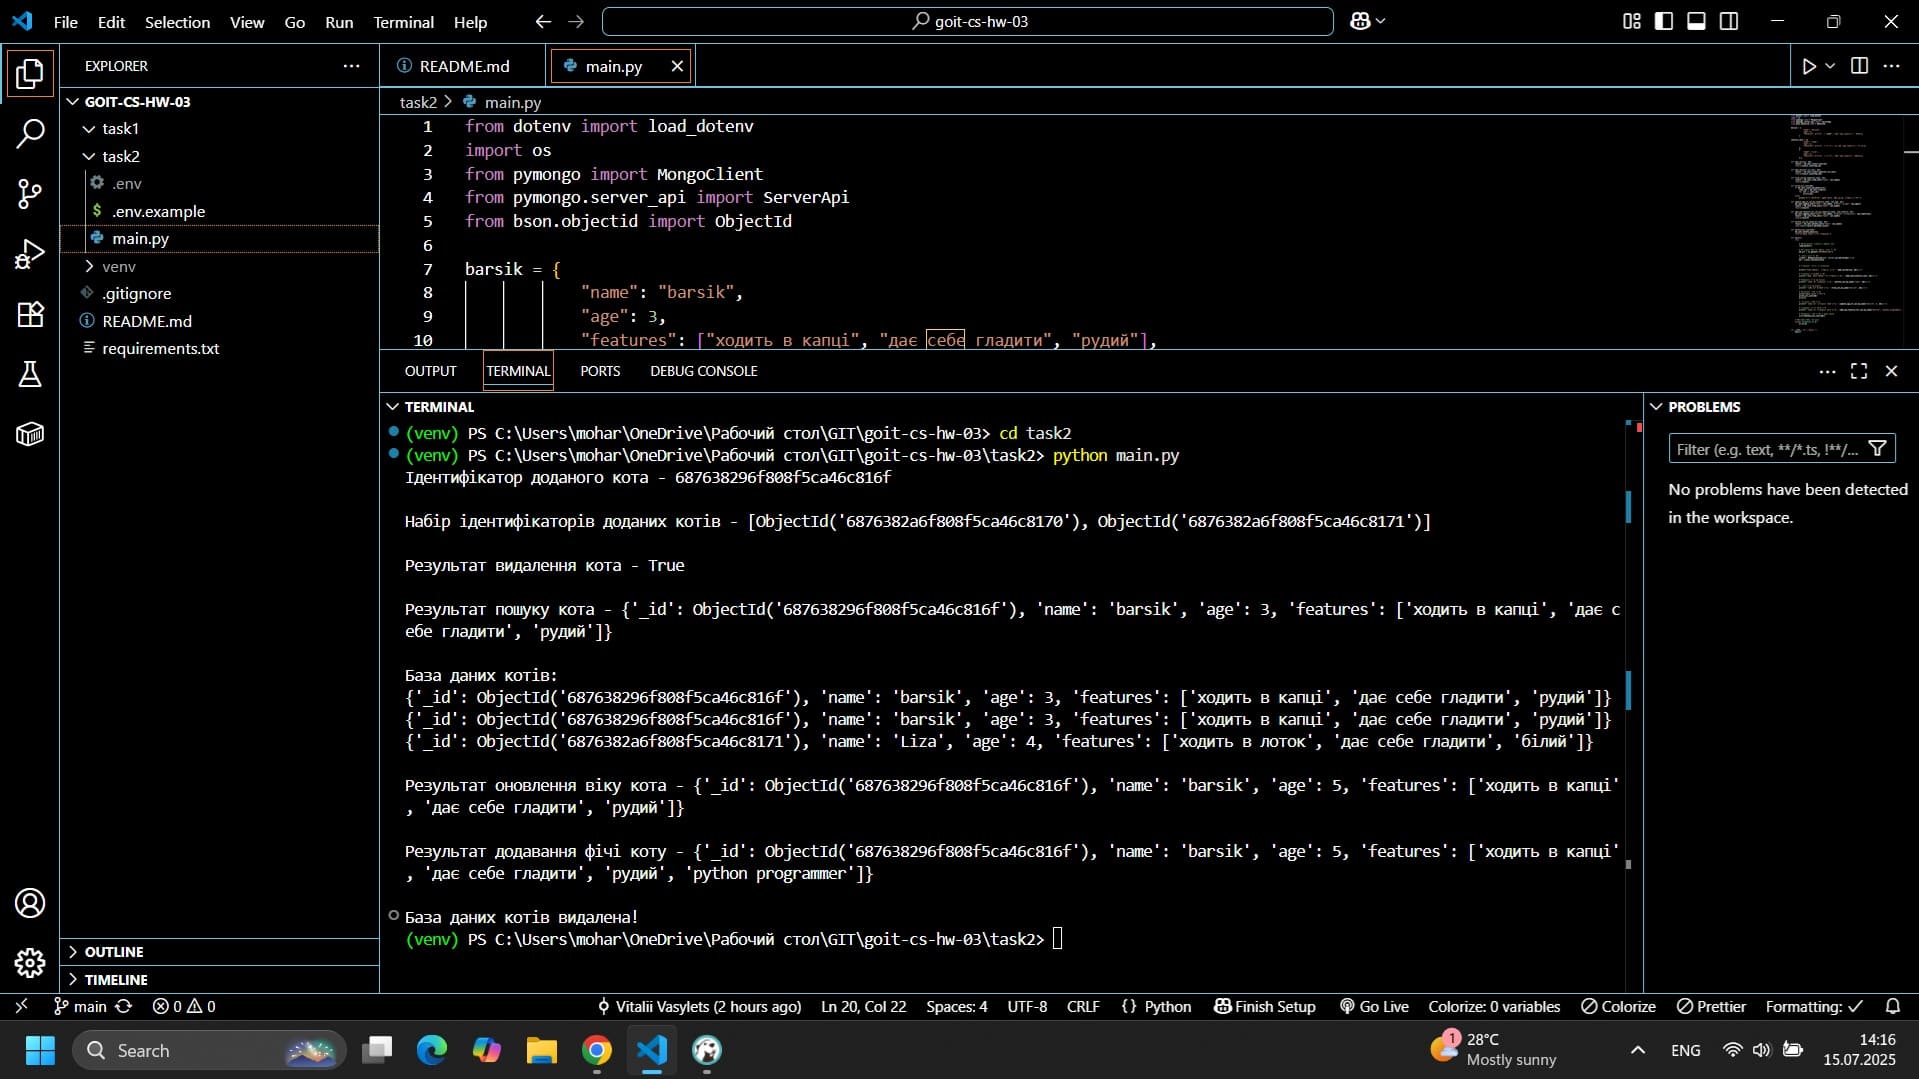 File Edit Selection View Go Run Terminal Help
goit-cs-hw-03
EXPLORER
GOIT-CS-HW-03
task1
task2
.env
.env.example
main.py
venv
.gitignore
README.md
requirements.txt
OUTLINE
TIMELINE
README.md
main.py
task2 > main.py
1 from dotenv import load_dotenv
2 import os
3 from pymongo import MongoClient
4 from pymongo.server_api import ServerApi
5 from bson.objectid import ObjectId
6
7 barsik = {
8 "name": "barsik",
9 "age": 3,
10 "features": ["ходить в капці", "дає себе гладити", "рудий"],
OUTPUT TERMINAL PORTS DEBUG CONSOLE
TERMINAL
(venv) PS C:\Users\mohar\OneDrive\Рабочий стол\GIT\goit-cs-hw-03> cd task2
(venv) PS C:\Users\mohar\OneDrive\Рабочий стол\GIT\goit-cs-hw-03\task2> python main.py
Ідентифікатор доданого кота - 687638296f808f5ca46c816f
Набір ідентифікаторів доданих котів - [ObjectId('6876382a6f808f5ca46c8170'), ObjectId('6876382a6f808f5ca46c8171')]
Результат видалення кота - True
Результат пошуку кота - {'_id': ObjectId('687638296f808f5ca46c816f'), 'name': 'barsik', 'age': 3, 'features': ['ходить в капці', 'дає с
ебе гладити', 'рудий']}
База даних котів:
{'_id': ObjectId('687638296f808f5ca46c816f'), 'name': 'barsik', 'age': 3, 'features': ['ходить в капці', 'дає себе гладити', 'рудий']}
{'_id': ObjectId('687638296f808f5ca46c816f'), 'name': 'barsik', 'age': 3, 'features': ['ходить в капці', 'дає себе гладити', 'рудий']}
{'_id': ObjectId('6876382a6f808f5ca46c8171'), 'name': 'Liza', 'age': 4, 'features': ['ходить в лоток', 'дає себе гладити', 'білий']}
Результат оновлення віку кота - {'_id': ObjectId('687638296f808f5ca46c816f'), 'name': 'barsik', 'age': 5, 'features': ['ходить в капці'
, 'дає себе гладити', 'рудий']}
Результат додавання фічі коту - {'_id': ObjectId('687638296f808f5ca46c816f'), 'name': 'barsik', 'age': 5, 'features': ['ходить в капці'
, 'дає себе гладити', 'рудий', 'python programmer']}
База даних котів видалена!
(venv) PS C:\Users\mohar\OneDrive\Рабочий стол\GIT\goit-cs-hw-03\task2>
PROBLEMS
Filter (e.g. text, **/*.ts, !**/...
No problems have been detected
in the workspace.
main 0 0 Vitalii Vasylets (2 hours ago) Ln 20, Col 22 Spaces: 4 UTF-8 CRLF {} Python Finish Setup Go Live Colorize: 0 variables Colorize Prettier Formatting:
Search
1
28°C
Mostly sunny
ENG
14:16
15.07.2025